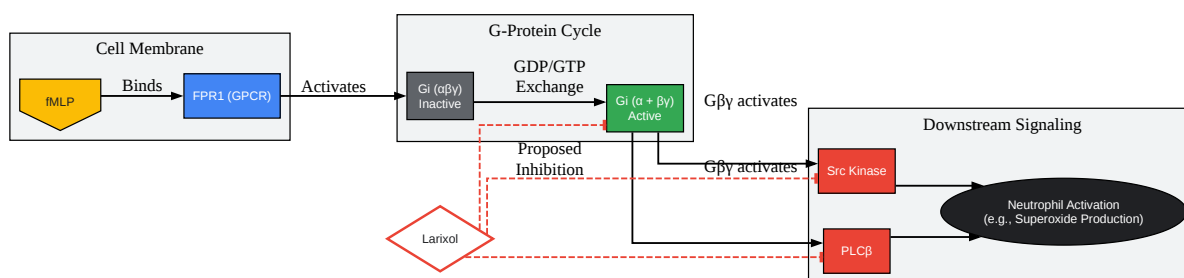 G-Protein Cycle
Cell Membrane
fMLP
Binds
FPR1 (GPCR)
Activates
Gi (αβγ)
Inactive
GDP/GTP
Exchange
Gi (α + βγ)
Active
Gβγ activates
Downstream Signaling
Proposed
Inhibition
Gβγ activates
Src Kinase
Neutrophil Activation
(e.g., Superoxide Production)
Larixol
PLCβ